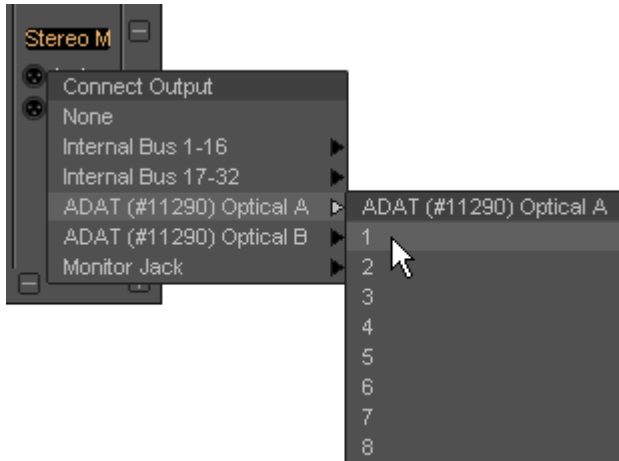 Stereo M
Connect Output
None
Internal Bus 1-16
Internal Bus 17-32
ADAT (#11290) Optical A
ADAT (#11290) Optical B
Monitor Jack
ADAT (#11290) Optical A
1
2
3
4
5
6
7
8